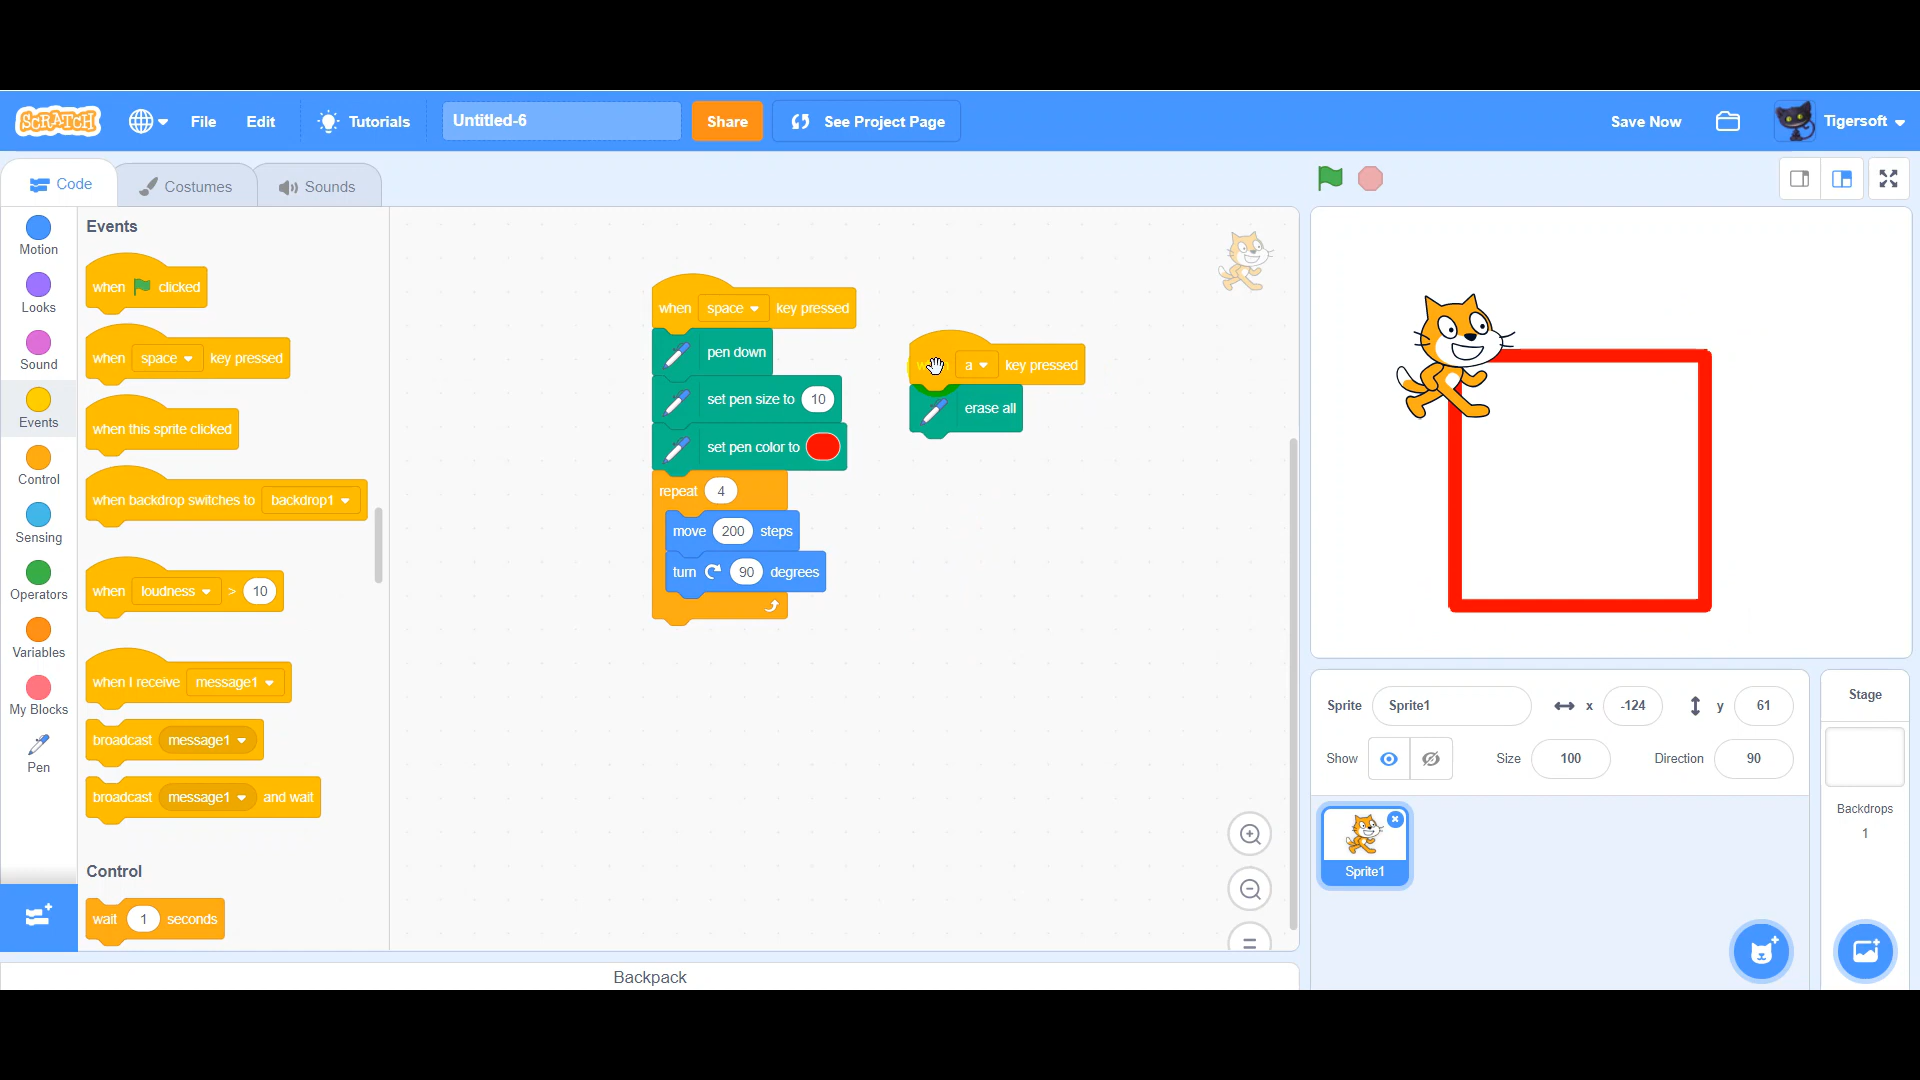 SCRATCH File Edit Tutorials Untitled-6 Share See Project Page Save Now Tigersoft
Code Costumes Sounds
Motion
Looks
Sound
Events
Control
Sensing
Operators
Variables
My Blocks
Pen
Events
when clicked
when space key pressed
when this sprite clicked
when backdrop switches to backdrop1
when loudness > 10
when I receive message1
broadcast message1
broadcast message1 and wait
Control
wait 1 seconds
when space key pressed
pen down
set pen size to 10
set pen color to
repeat 4
move 200 steps
turn 90 degrees
a key pressed
erase all
Sprite Sprite1 x -124 y 61
Show Size 100 Direction 90
Sprite1
Stage
Backdrops
1
Backpack